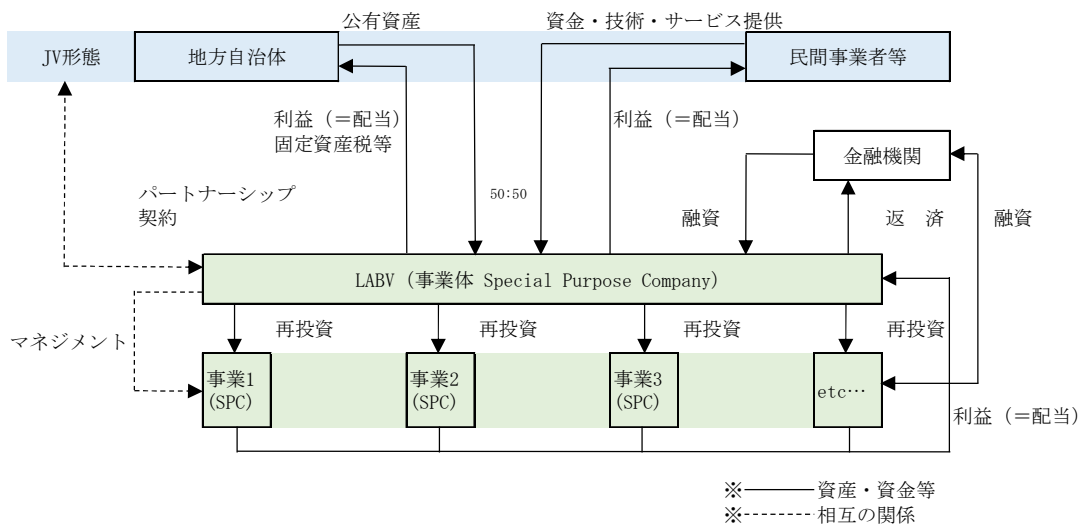 公有資産
資金・技術・サービス提供
JV形態
地方自治体
民間事業者等
利益（＝配当）
固定資産税等
利益（＝配当）
金融機関
パートナーシップ
契約
50:50
融資
返　済
融資
LABV（事業体 Special Purpose Company）
再投資
再投資
再投資
再投資
マネジメント
事業1
(SPC)
事業2
(SPC)
事業3
(SPC)
etc…
利益（＝配当）
※――――資産・資金等
※--------相互の関係